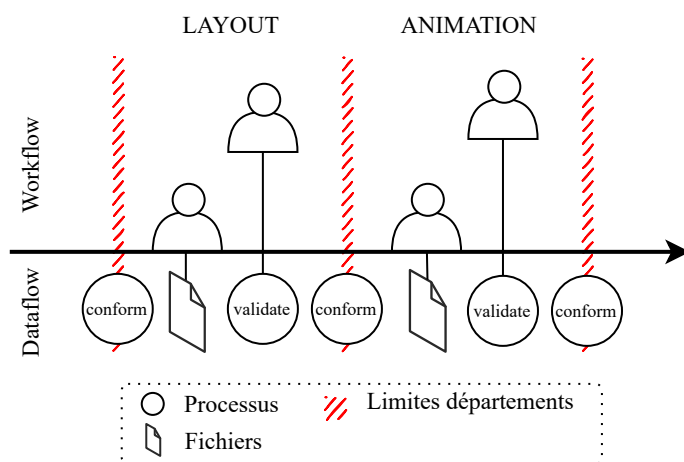 LAYOUT ANIMATION
Workflow
Dataflow
conform validate conform validate conform
Processus Limites départements
Fichiers